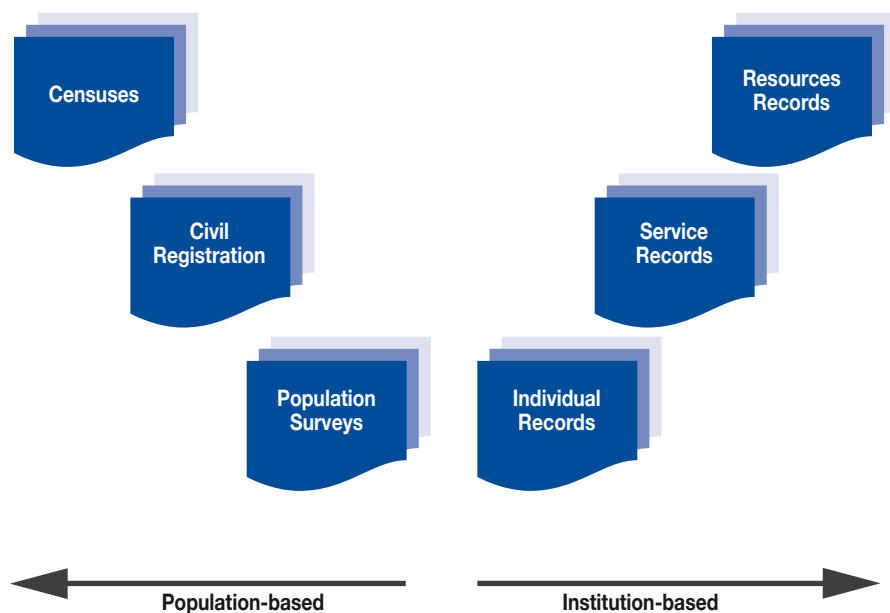 Censuses
Resources
Records
Civil
Registration
Service
Records
Population
Surveys
Individual
Records
Population-based
Institution-based